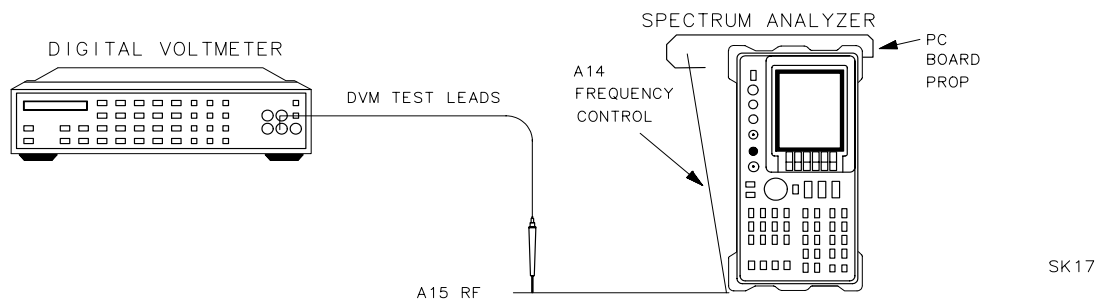 SPECTRUM ANALYZER
DIGITAL VOLTMETER
PC
BOARD
PROP
A14
FREQUENCY
CONTROL
DVM TEST LEADS
SK17
A15 RF